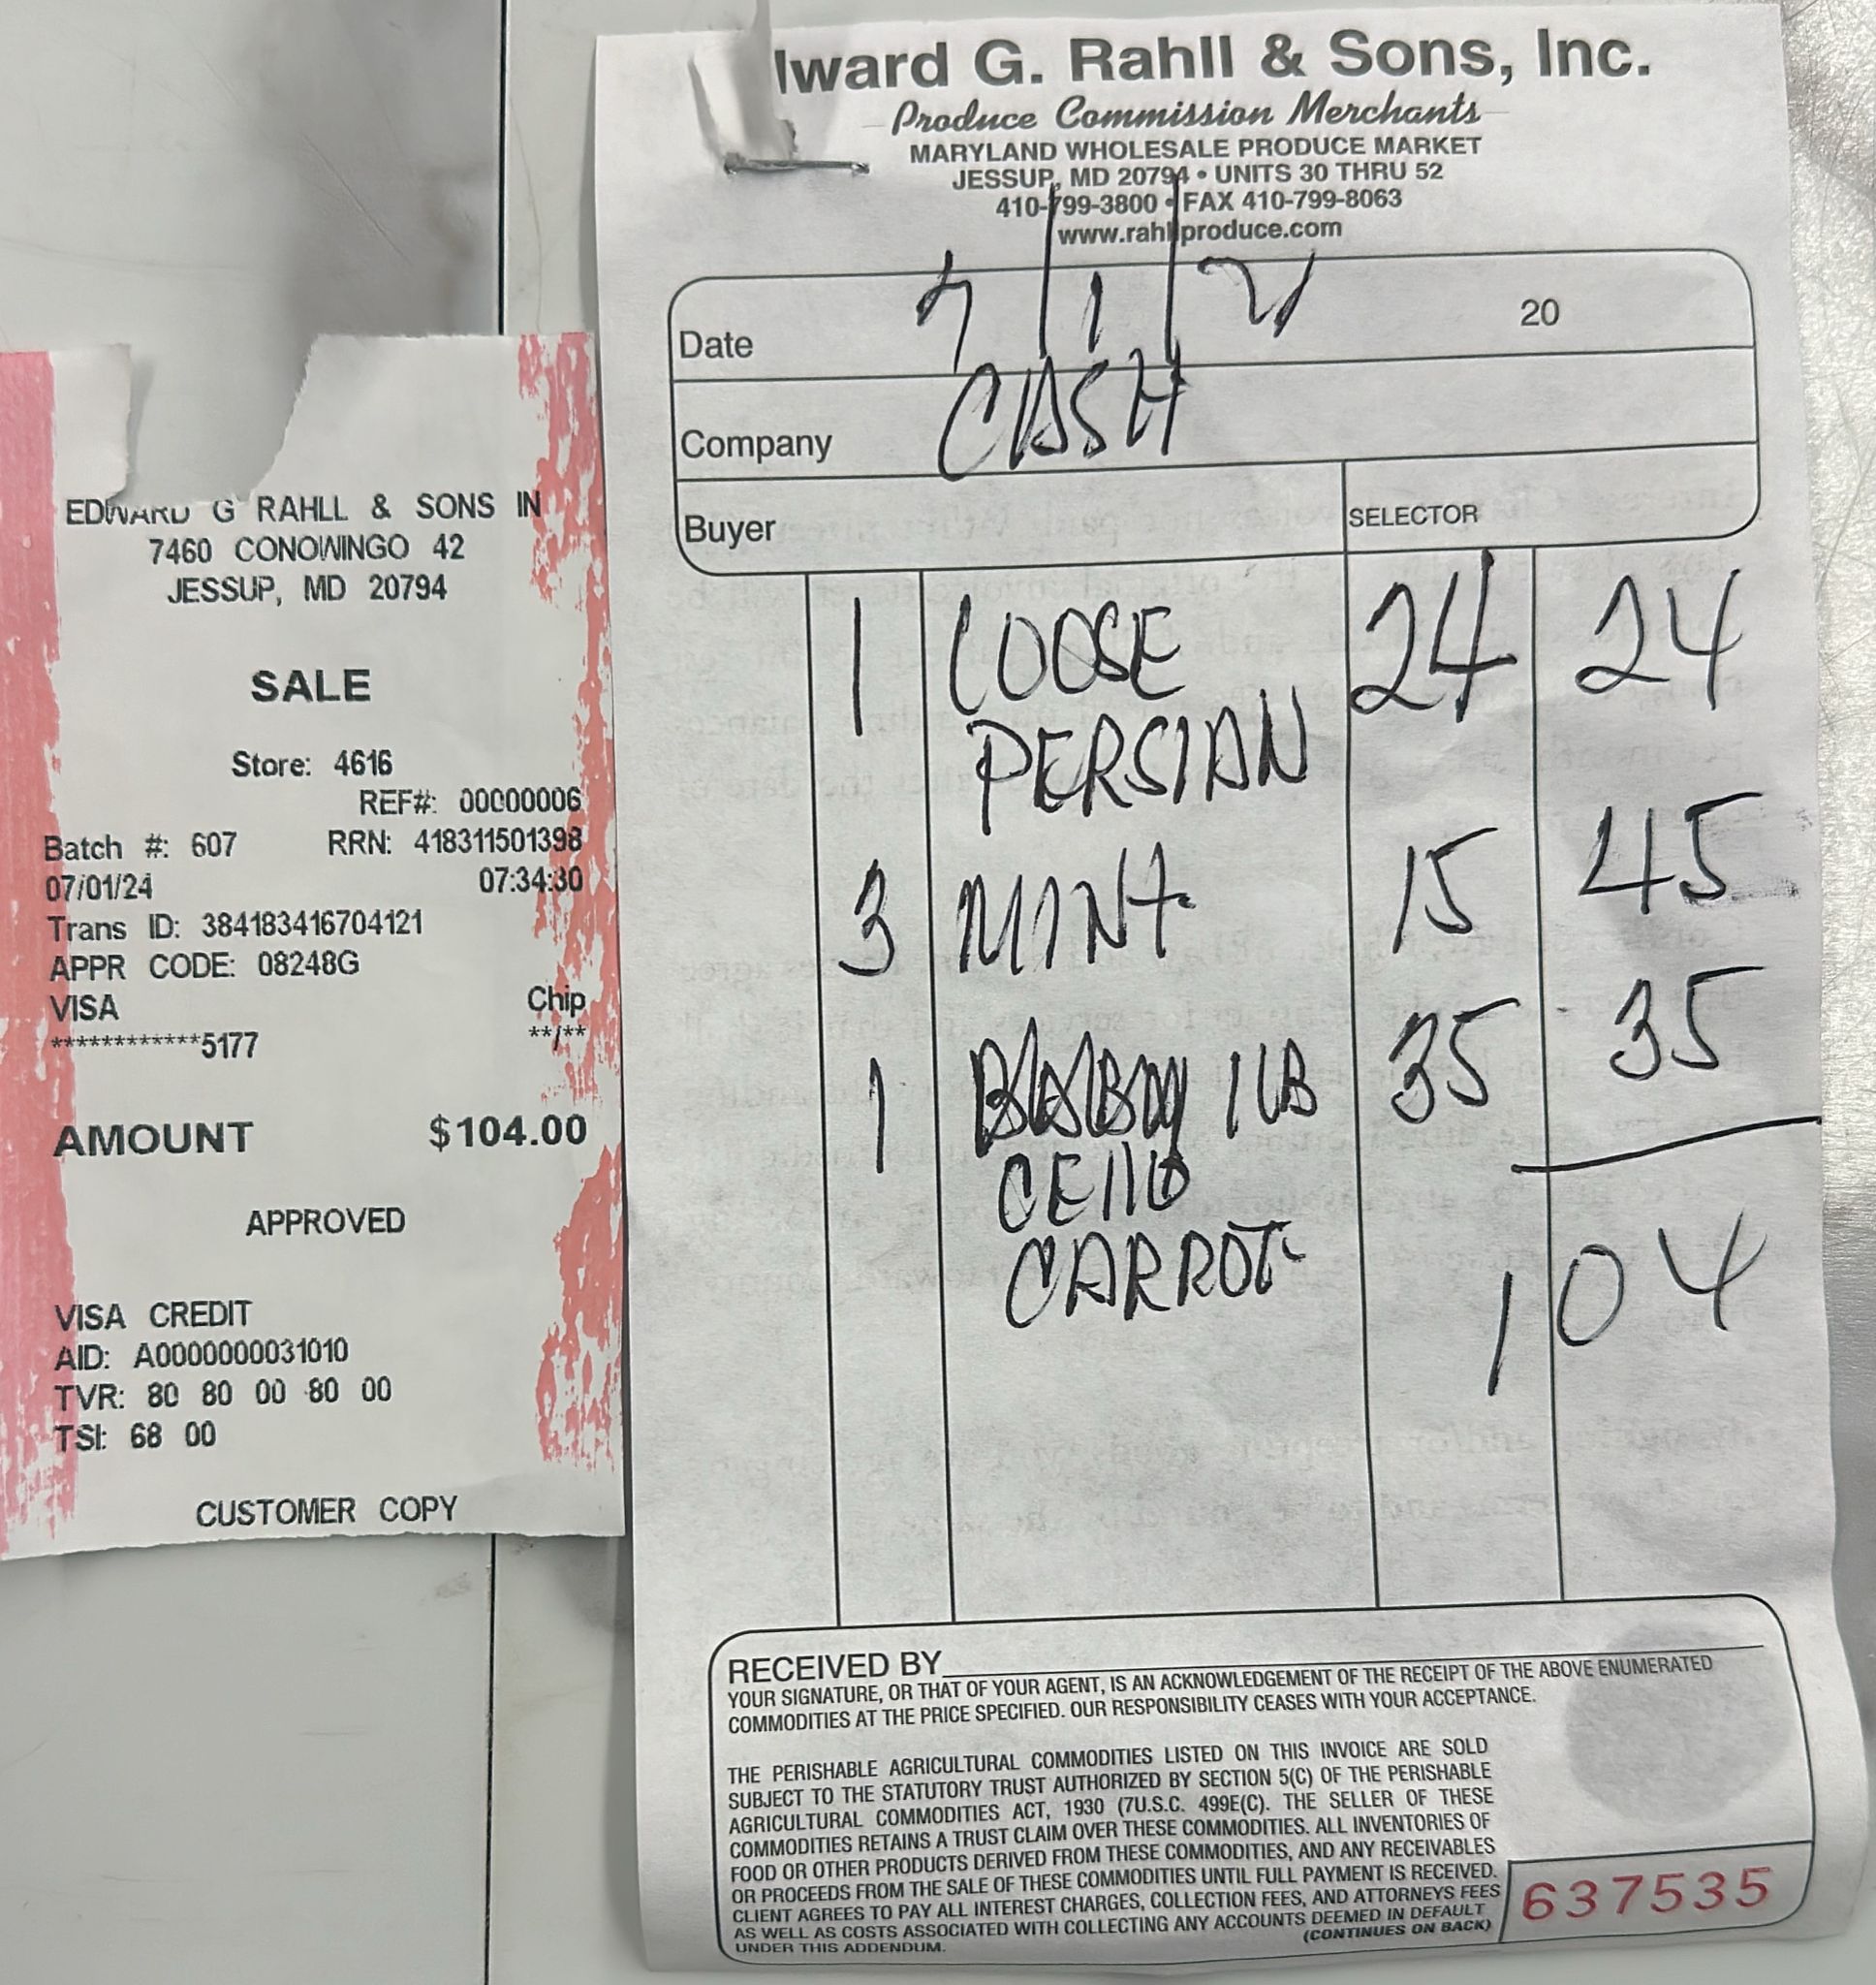 EDWARD G RAHLL & SONS IN
7460 CONOWINGO 42
JESSUP, MD 20794
SALE
Store: 4616
REF#: 00000006
Batch #: 607 RRN: 418311501398
07/01/24 07:34:30
Trans ID: 384183416704121
APPR CODE: 08248G
VISA Chip
************5177 **/**
AMOUNT $104.00
APPROVED
VISA CREDIT
AID: A0000000031010
TVR: 80 80 00 80 00
TSI: 68 00
CUSTOMER COPY
ward G. Rahll & Sons, Inc.
Produce Commission Merchants
MARYLAND WHOLESALE PRODUCE MARKET
JESSUP, MD 20794 • UNITS 30 THRU 52
410-799-3800 • FAX 410-799-8063
www.rahllproduce.com
Date 7/1/ 20
Company CASH
Buyer SELECTOR
1 LOOSE 24 24
PERSIAN
3 MINT 15 45
1 1LB 35 35
CEllO
CARROT
104
RECEIVED BY
YOUR SIGNATURE, OR THAT OF YOUR AGENT, IS AN ACKNOWLEDGEMENT OF THE RECEIPT OF THE ABOVE ENUMERATED
COMMODITIES AT THE PRICE SPECIFIED. OUR RESPONSIBILITY CEASES WITH YOUR ACCEPTANCE.
THE PERISHABLE AGRICULTURAL COMMODITIES LISTED ON THIS INVOICE ARE SOLD
SUBJECT TO THE STATUTORY TRUST AUTHORIZED BY SECTION 5(C) OF THE PERISHABLE
AGRICULTURAL COMMODITIES ACT, 1930 (7U.S.C. 499E(C). THE SELLER OF THESE
COMMODITIES RETAINS A TRUST CLAIM OVER THESE COMMODITIES. ALL INVENTORIES OF
FOOD OR OTHER PRODUCTS DERIVED FROM THESE COMMODITIES, AND ANY RECEIVABLES
OR PROCEEDS FROM THE SALE OF THESE COMMODITIES UNTIL FULL PAYMENT IS RECEIVED.
CLIENT AGREES TO PAY ALL INTEREST CHARGES, COLLECTION FEES, AND ATTORNEYS FEES
AS WELL AS COSTS ASSOCIATED WITH COLLECTING ANY ACCOUNTS DEEMED IN DEFAULT
UNDER THIS ADDENDUM. (CONTINUES ON BACK)
637535